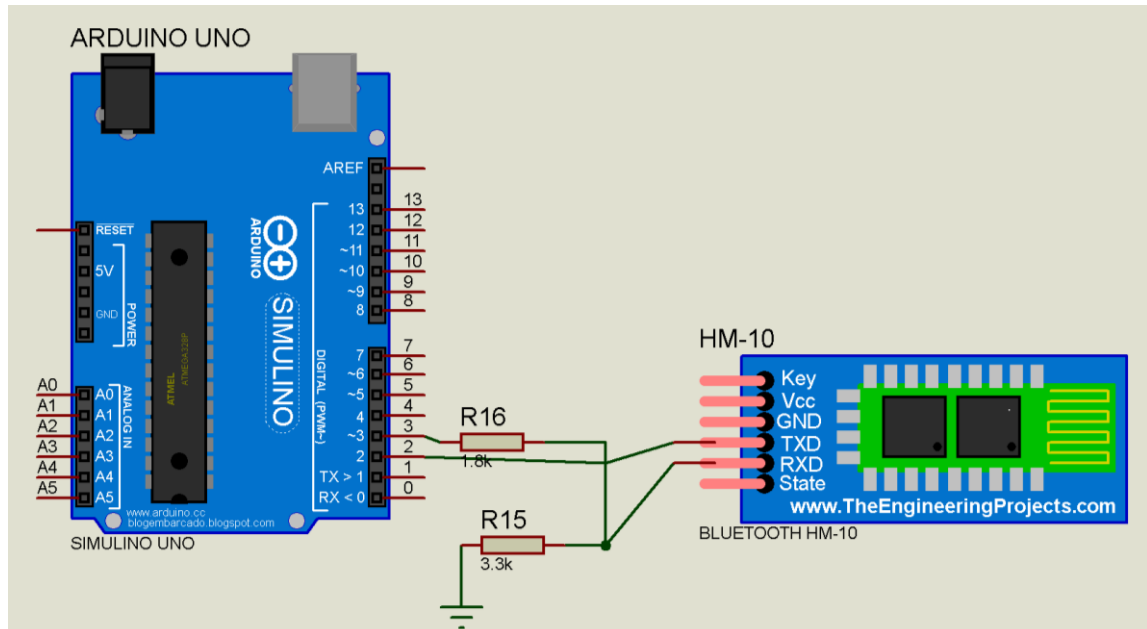 ARDUINO UNO
AREF
RESET
5V
GND
POWER
A0
A1
A2
A3
A4
A5
A0
A1
A2
A3
A4
A5
ANALOG IN
ATMEL
ATMEGA328P
ARDUINO
SIMULINO
DIGITAL (PWM~)
13
12
~11
~10
~9
8
7
~6
~5
4
~3
2
TX > 1
RX < 0
13
12
11
10
9
8
7
6
5
4
3
2
1
0
www.arduino.cc
blogembarcado.blogspot.com
SIMULINO UNO
R16
1.8k
R15
3.3k
HM-10
Key
Vcc
GND
TXD
RXD
State
www.TheEngineeringProjects.com
BLUETOOTH HM-10